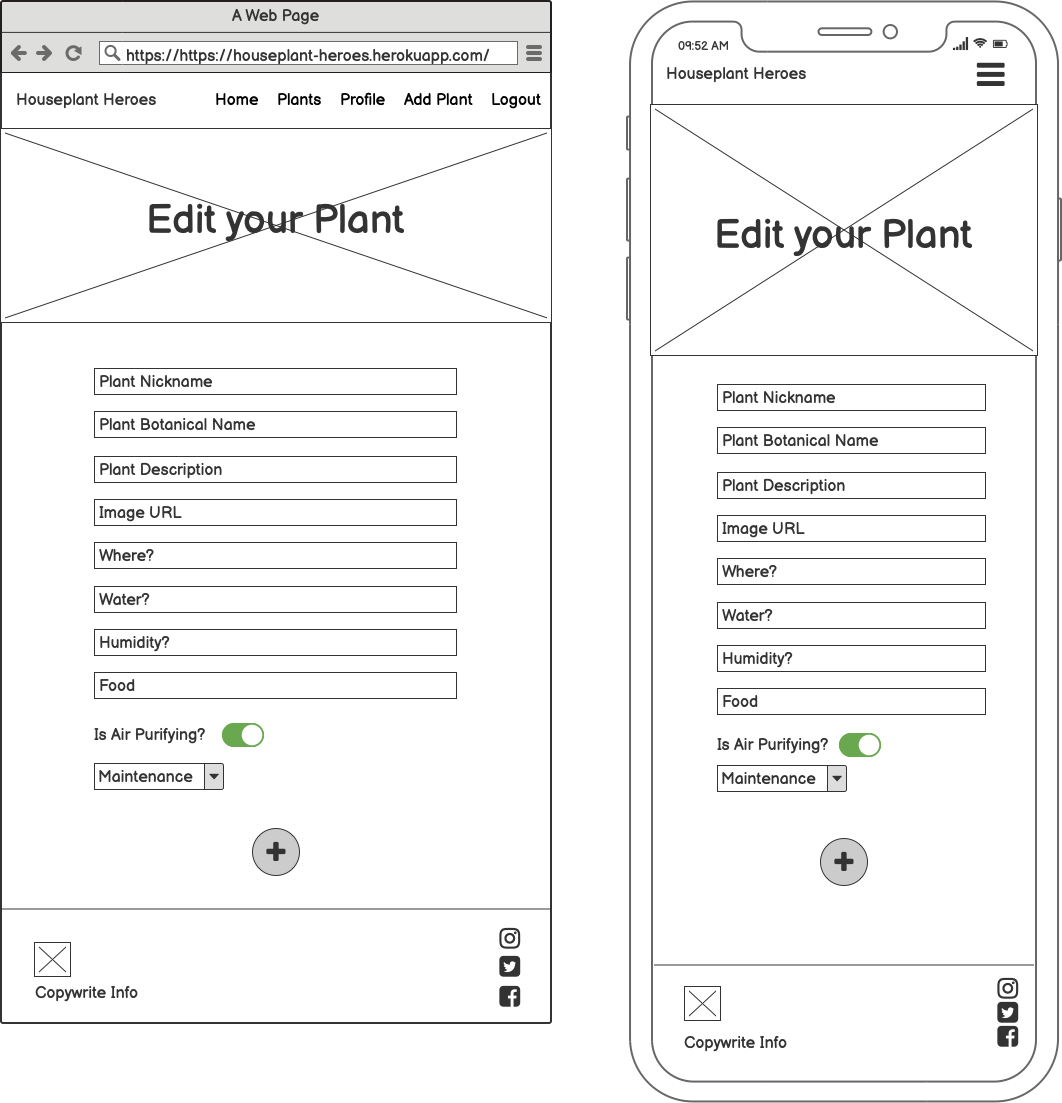 A Web Page
https://https://houseplant-heroes.herokuapp.com/
Houseplant Heroes Home Plants Profile Add Plant Logout
Edit your Plant
Plant Nickname
Plant Botanical Name
Plant Description
Image URL
Where?
Water?
Humidity?
Food
Is Air Purifying?
Maintenance
Copywrite Info
09:52 AM
Houseplant Heroes
Edit your Plant
Plant Nickname
Plant Botanical Name
Plant Description
Image URL
Where?
Water?
Humidity?
Food
Is Air Purifying?
Maintenance
Copywrite Info